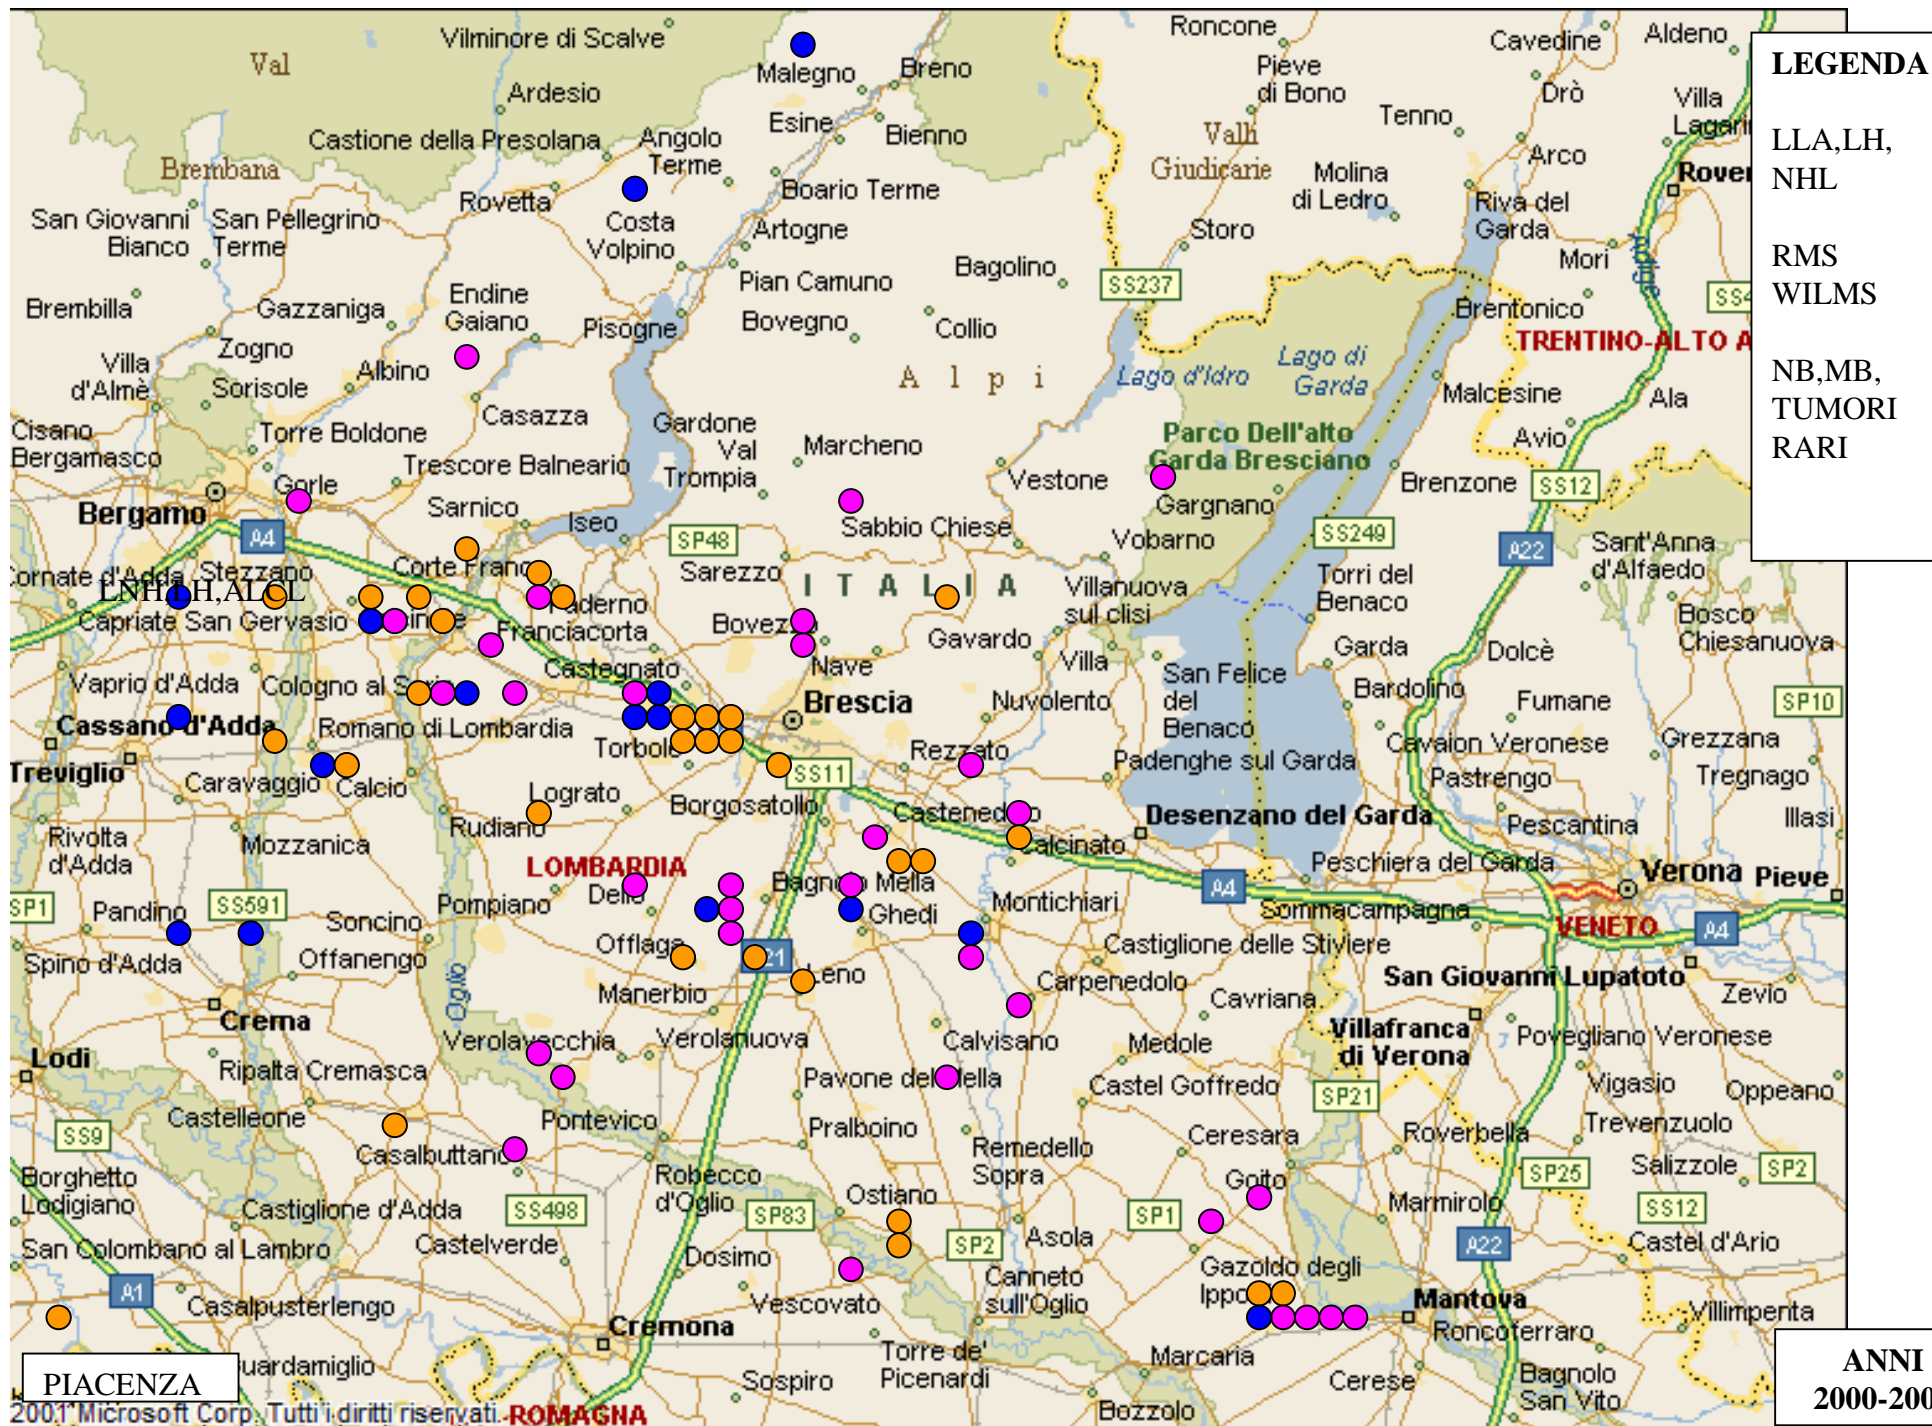 Vilminore di Scalve
Roncone
Cavedine
Aldeno
LEGENDA
Val
Malegno
Breno
Pieve
di Bono
Drò
Villa
Ardesio
Esine
Bienno
Tenno
LLA,LH,
NHL
Castione della Presolana
Angolo
Terme
Valli
Giudicarie
Arco
Brembana
Boario Terme
Molina
di Ledro
Rovetta
Costa
Volpino
Riva del
Garda
San Giovanni
Bianco
San Pellegrino
Terme
Artogne
Storo
Mori
RMS
WILMS
Brembilla
Gazzaniga
Endine
Gaiano
Pisogne
Pian Camuno
Bagolino
SS237
Bovegno
Collio
Brentonico
Villa
d'Almè
Zogno
Albino
Alpi
Lago d'Idro
Lago di
Garda
TRENTINO-ALTO A
Sorisole
Casazza
Malcesine
Ala
NB,MB,
TUMORI
RARI
Cisano
Bergamasco
Torre Boldone
Gardone
Val
Trompia
Marcheno
Parco Dell'alto
Garda Bresciano
Avio
Trescore Balneario
Vestone
Brenzone
SS12
Gorle
Bergamo
Sarnico
Iseo
Sabbio Chiese
Gargnano
A4
SP48
Vobarno
SS249
A22
Sant'Anna
d'Alfaedo
Stezzano
Sarezzo
ITALIA
Villanuova
sul clisi
Torri del
Benaco
LNH,LH,ALCL
Capriate San Gervasio
Franciacorta
Bovezzo
Gavardo
Bosco
Chiesanuova
Castegnato
Nave
Villa
Garda
Dolcè
Vaprio d'Adda
San Felice
del
Benaco
Bardolino
Fumane
SP10
Cassano d'Adda
Romano di Lombardia
Brescia
Nuvolento
Treviglio
Rezzato
Cavaion Veronese
Grezzana
Caravaggio
Calcio
SS11
Padenghe sul Garda
Pastrengo
Tregnago
Lograto
Borgosatollo
Rivolta
d'Adda
Mozzanica
Rudiano
Desenzano del Garda
Pescantina
Illasi
LOMBARDIA
Calcinato
Peschiera del Garda
Verona
Pieve
SP1
Pandino
SS591
Soncino
Pompiano
Dello
Ghedi
Montichiari
A4
Sommacampagna
VENETO
A4
Spino d'Adda
Offanengo
Offlaga
Castiglione delle Stiviere
Oglio
Manerbio
Leno
Carpenedolo
San Giovanni Lupatoto
Zevio
Crema
Cavriana
Villafranca
di Verona
Povegliano Veronese
Lodi
Verolavecchia
Verolanuova
Calvisano
Medole
Ripalta Cremasca
Castel Goffredo
SP21
Vigasio
Oppeano
SS9
Castelleone
Pontevico
Pralboino
Ceresara
Roverbella
Trevenzuolo
Casalbuttano
Remedello
Sopra
SP25
Salizzole
SP2
Borghetto
Lodigiano
Robecco
d'Oglio
Ostiano
Goito
Marmirolo
Castiglione d'Adda
SS498
SP83
SP1
SS12
San Colombano al Lambro
Castelverde
SP2
Asola
A22
Castel d'Ario
Dosimo
Gazoldo degli
A1
Casalpusterlengo
Vescovato
Canneto
sull'Oglio
Mantova
Villimpenta
Cremona
Roncoferraro
Torre de'
Picenardi
Marcaria
ANNI
PIACENZA
Sospiro
Cerese
Bagnolo
San Vito
2001 Microsoft Corp. Tutti i diritti riservati.
ROMAGNA
Bozzolo